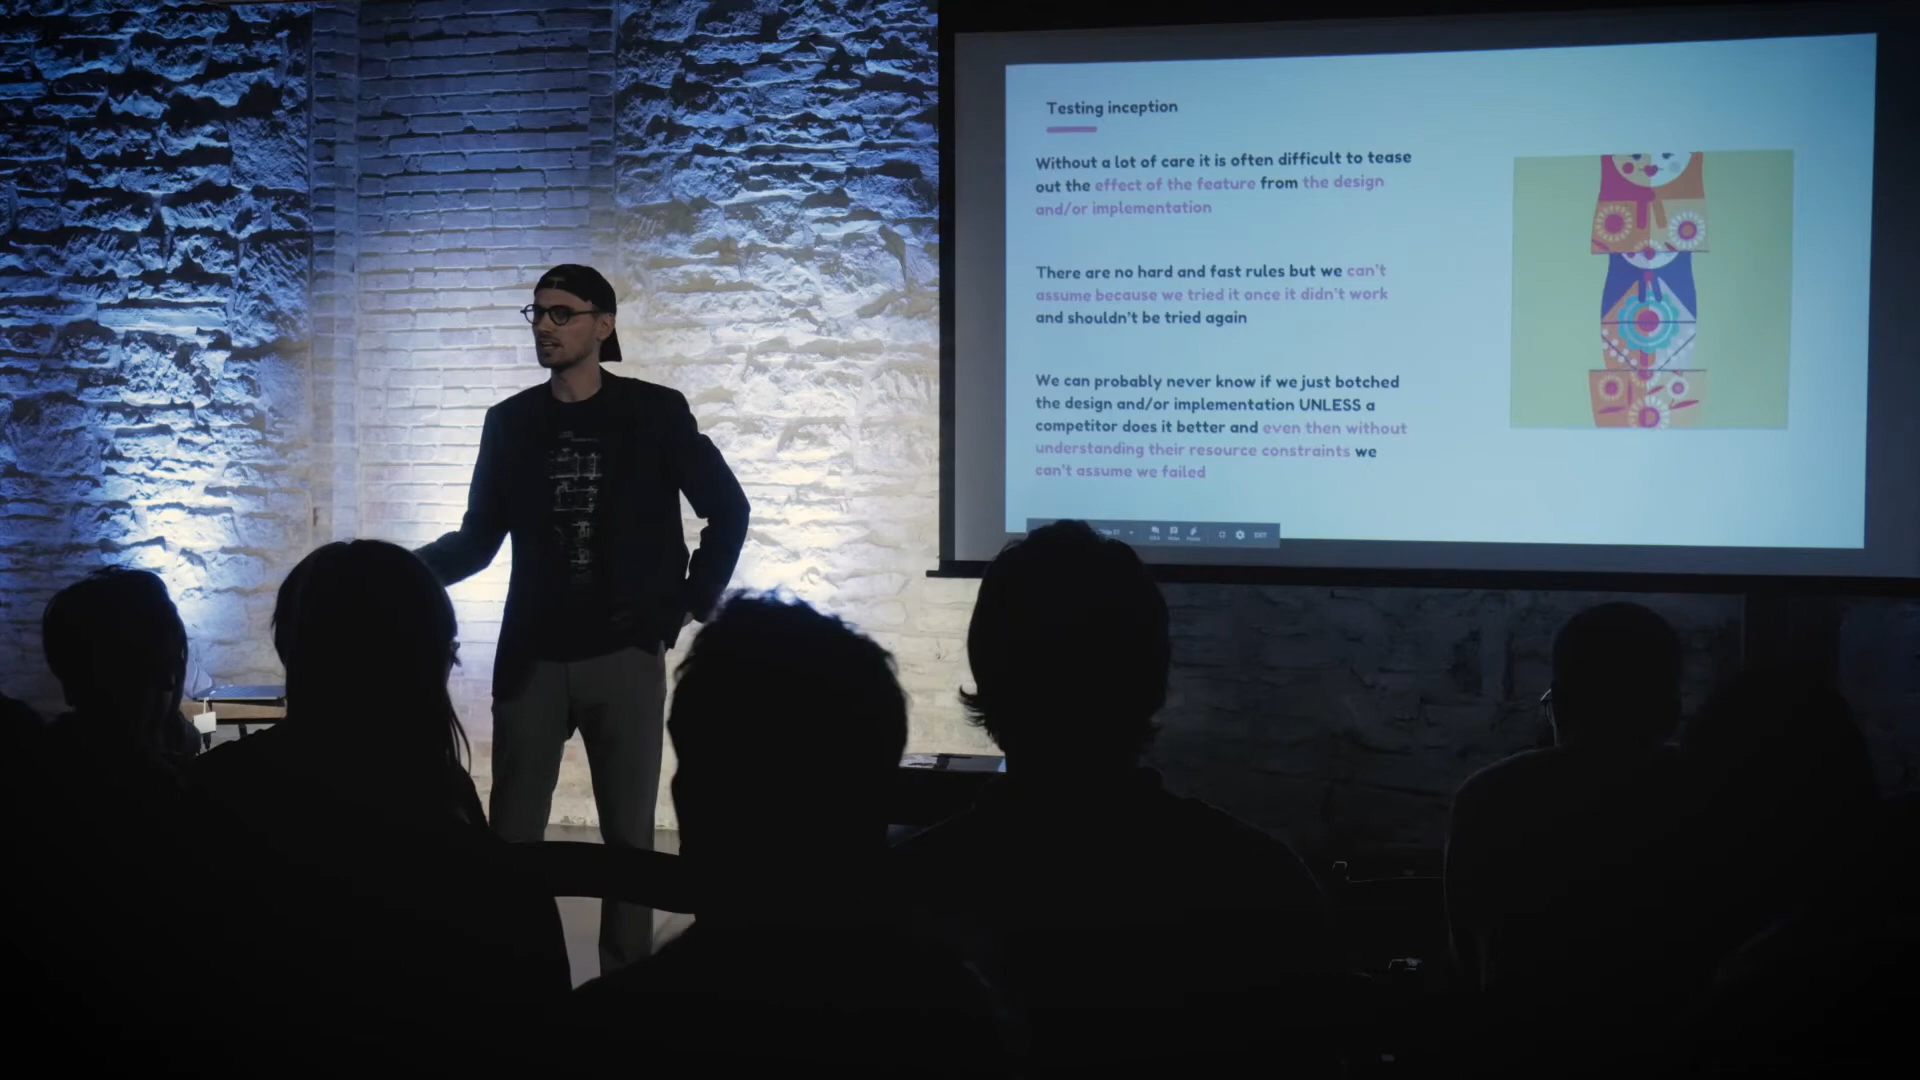 Testing inception
Without a lot of care it is often difficult to tease
out the effect of the feature from the design
and/or implementation
There are no hard and fast rules but we can't
assume because we tried it once it didn't work
and shouldn't be tried again
We can probably never know if we just botched
the design and/or implementation UNLESS a
competitor does it better and even then without
understanding their resource constraints we
can't assume we failed
EXIT